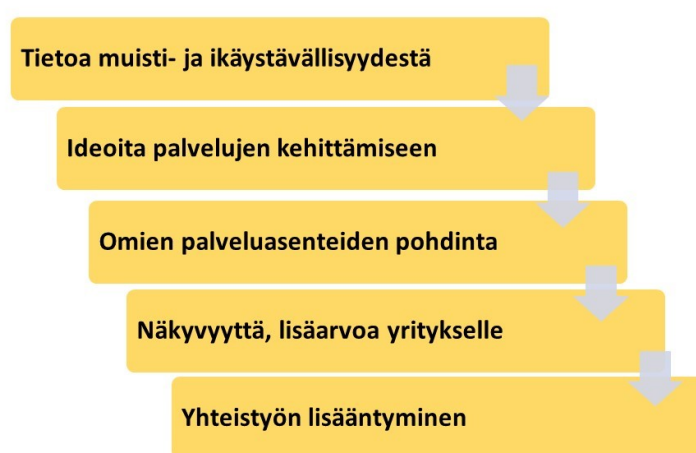 Tietoa muisti- ja ikäystävällisyydestä
Ideoita palvelujen kehittämiseen
Omien palveluasenteiden pohdinta
Näkyvyyttä, lisäarvoa yritykselle
Yhteistyön lisääntyminen